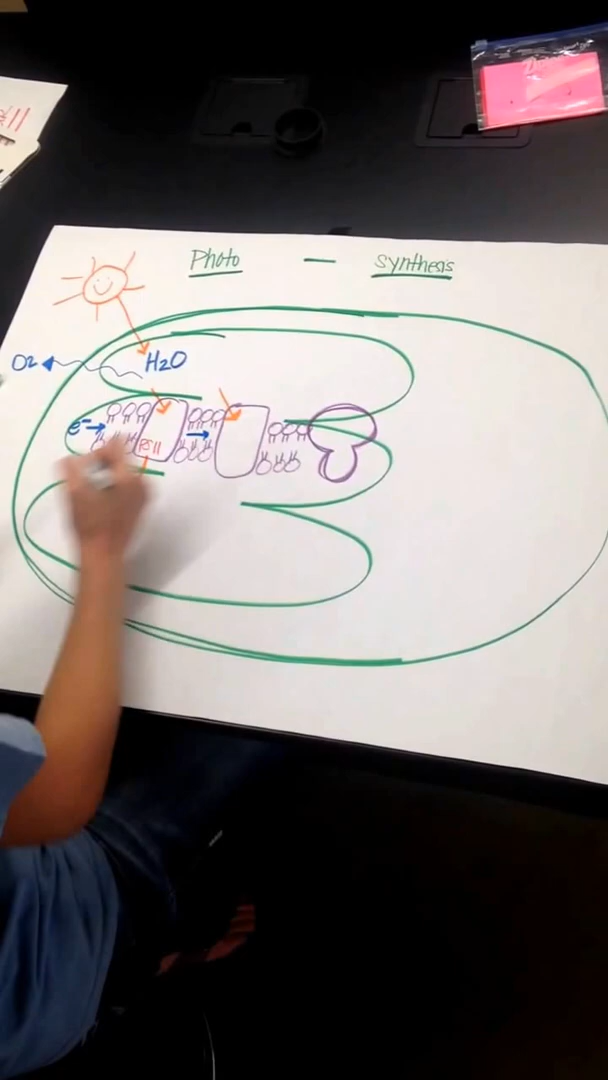 Photo — synthesis
H2O
O2
e-
PSII